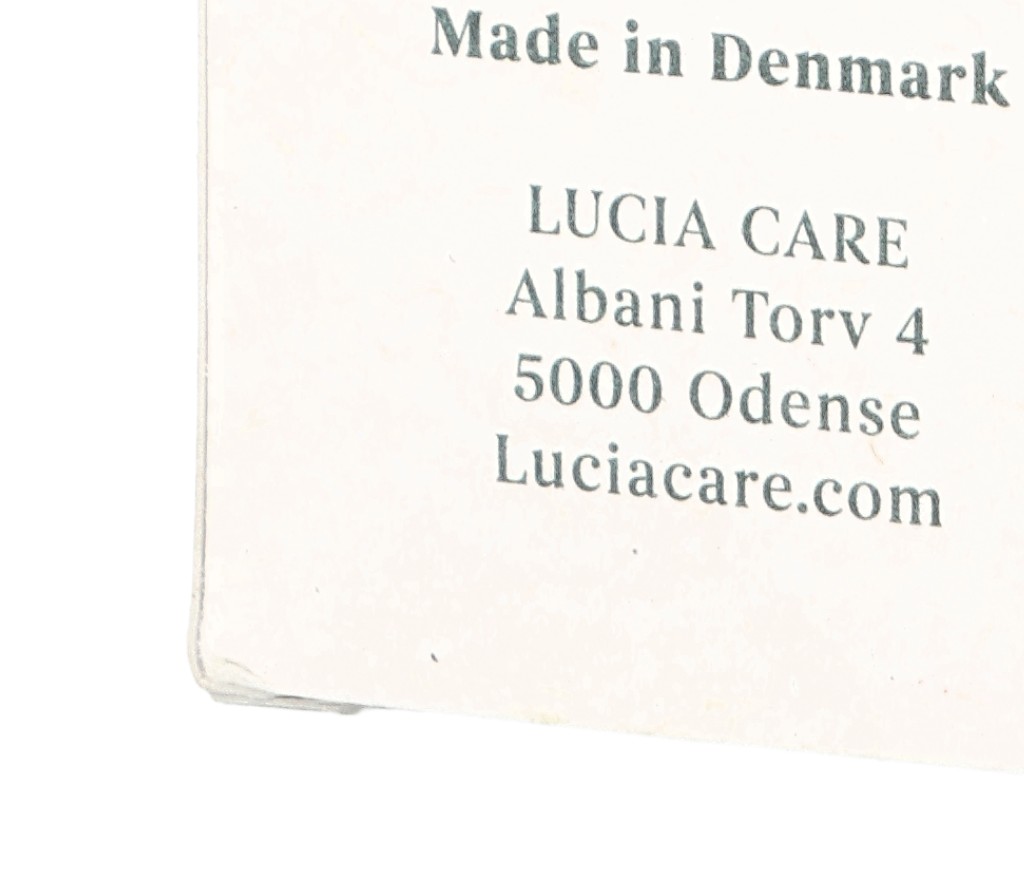 Made in Denmark
LUCIA CARE
Albani Torv 4
5000 Odense
Luciacare.com